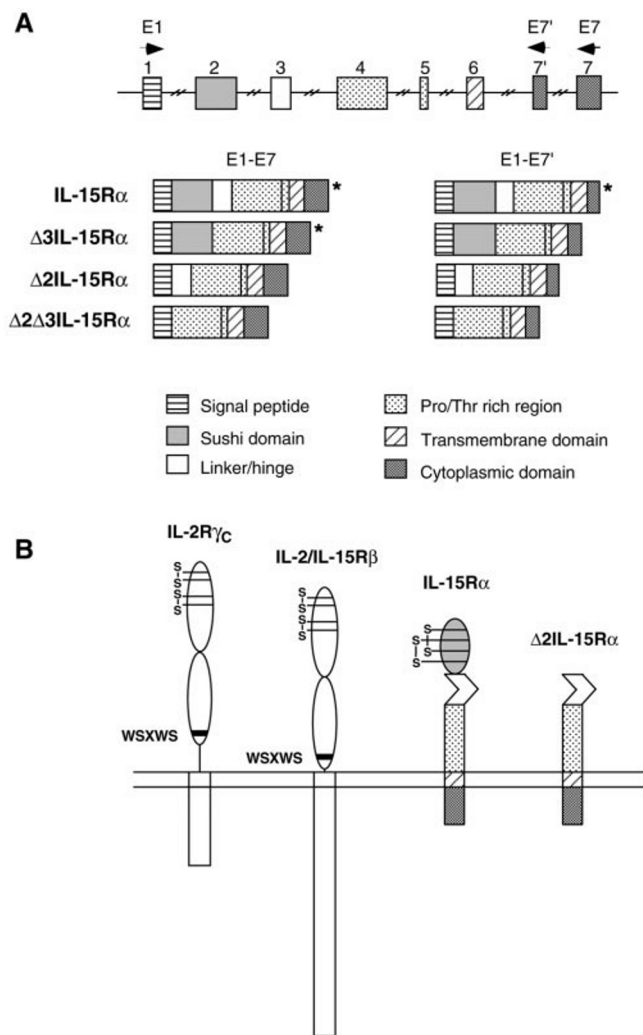 A
E1 E7' E7
1 2 3 4 5 6 7' 7
E1-E7 E1-E7'
IL-15Rα * *
Δ3IL-15Rα *
Δ2IL-15Rα
Δ2Δ3IL-15Rα
Signal peptide Pro/Thr rich region
Sushi domain Transmembrane domain
Linker/hinge Cytoplasmic domain
B
IL-2RγC
IL-2/IL-15Rβ
IL-15Rα
Δ2IL-15Rα
S
S
S
S
S
S
S
S
S
S
S
S
WSXWS
WSXWS